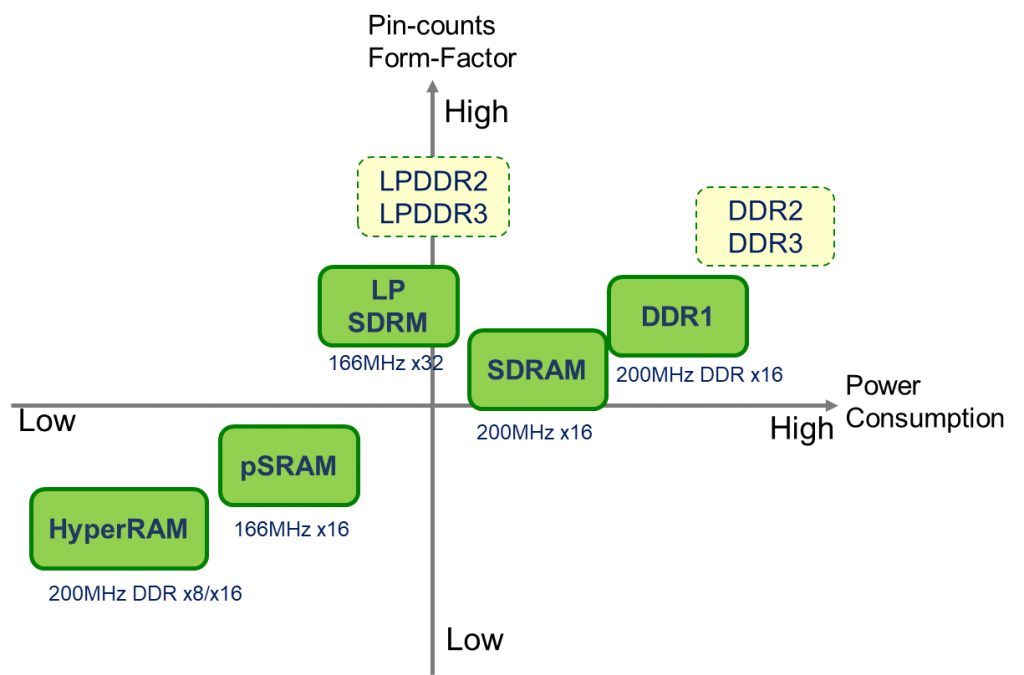 Pin-counts
Form-Factor
High
LPDDR2
LPDDR3
DDR2
DDR3
LP
SDRM
166MHz x32
DDR1
200MHz DDR x16
SDRAM
200MHz x16
Power
Consumption
Low
High
pSRAM
166MHz x16
HyperRAM
200MHz DDR x8/x16
Low